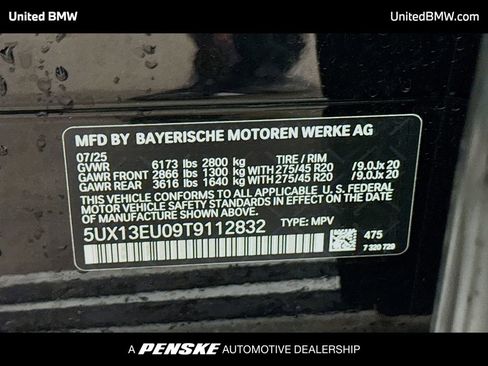 United BMW UnitedBMW.com
MFD BY BAYERISCHE MOTOREN WERKE AG
07/25
GVWR 6173 lbs 2800 kg TIRE / RIM
GAWR FRONT 2866 lbs 1300 kg WITH 275/45 R20 /9.0Jx 20
GAWR REAR 3616 lbs 1640 kg WITH 275/45 R20 /9.0Jx 20
THIS VEHICLE CONFORMS TO ALL APPLICABLE U. S. FEDERAL
MOTOR VEHICLE SAFETY STANDARDS IN EFFECT ON THE
DATE OF MANUFACTURE SHOWN ABOVE.
5UX13EU09T9112832 TYPE: MPV
475
7 320 729
A PENSKE AUTOMOTIVE DEALERSHIP